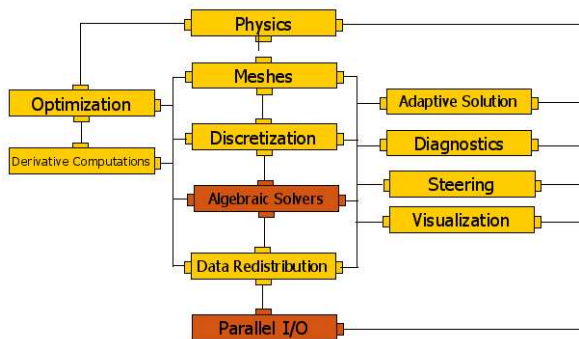 Physics
Meshes
Optimization
Adaptive Solution
Discretization
Diagnostics
Derivative Computations
Steering
Algebraic Solvers
Visualization
Data Redistribution
Parallel I/O